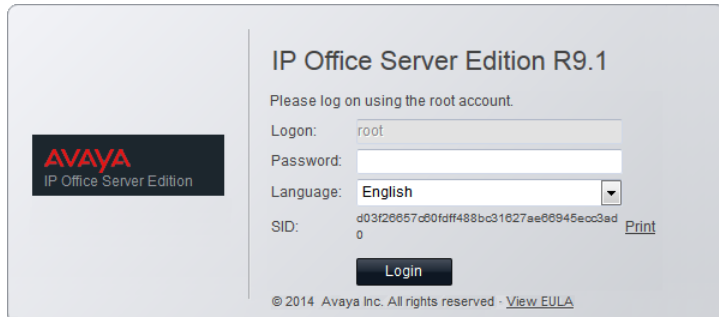 IP Office Server Edition R9.1
Please log on using the root account.
Logon: root
Password:
AVAYA
IP Office Server Edition
Language: English
SID: d03f26657c60fdff488bc31627ae66945ecc3ad
0
Print
Login
© 2014 Avaya Inc. All rights reserved · View EULA